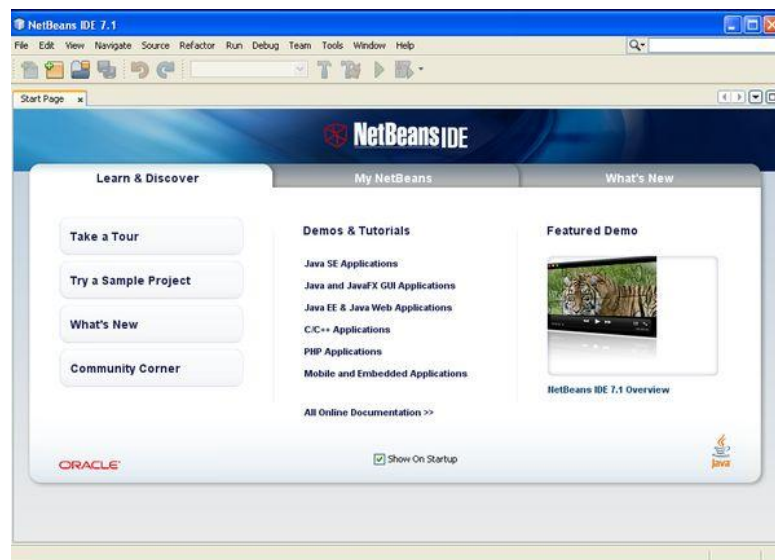 NetBeans IDE 7.1
File Edit View Navigate Source Refactor Run Debug Team Tools Window Help
Start Page
NetBeans IDE
Learn & Discover
My NetBeans
What's New
Take a Tour
Try a Sample Project
What's New
Community Corner
Demos & Tutorials
Java SE Applications
Java and JavaFX GUI Applications
Java EE & Java Web Applications
C/C++ Applications
PHP Applications
Mobile and Embedded Applications
All Online Documentation >>
Featured Demo
NetBeans IDE 7.1 Overview
ORACLE
Show On Startup
Java